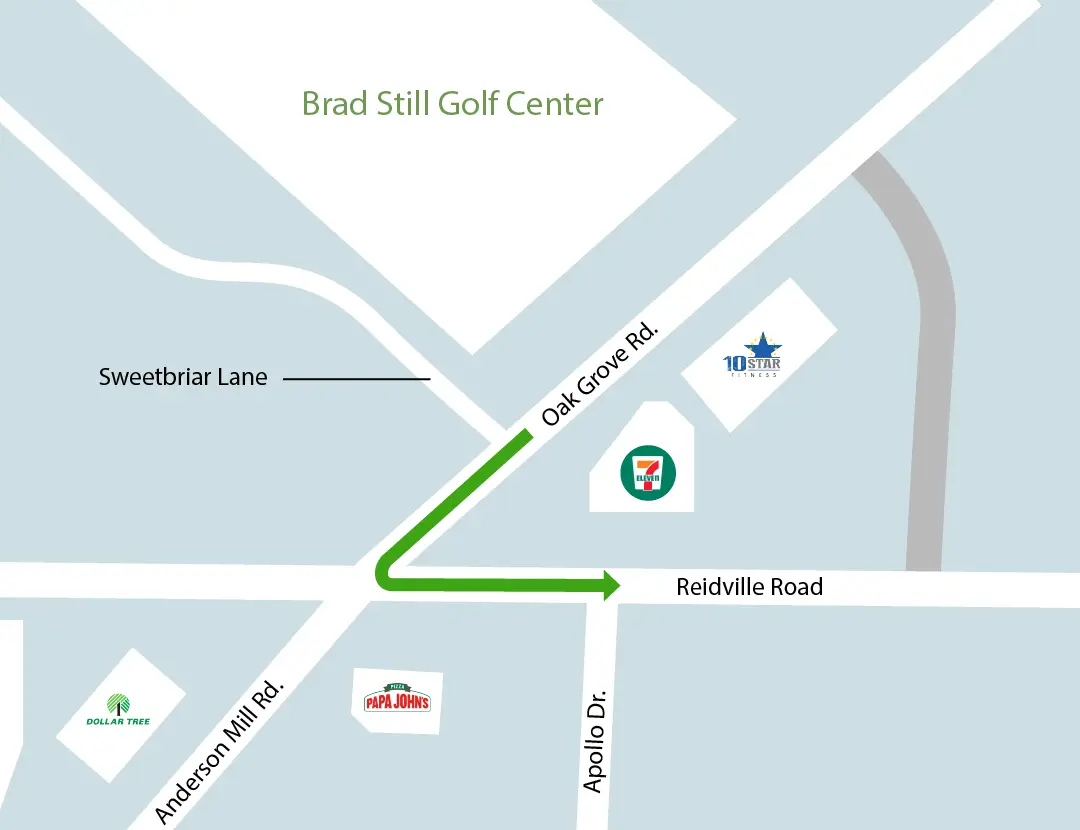 Brad Still Golf Center
Oak Grove Rd.
10 STAR
FITNESS
Sweetbriar Lane
7
ELEVEN
Reidville Road
PIZZA
PAPA JOHN'S
DOLLAR TREE
Anderson Mill Rd.
Apollo Dr.